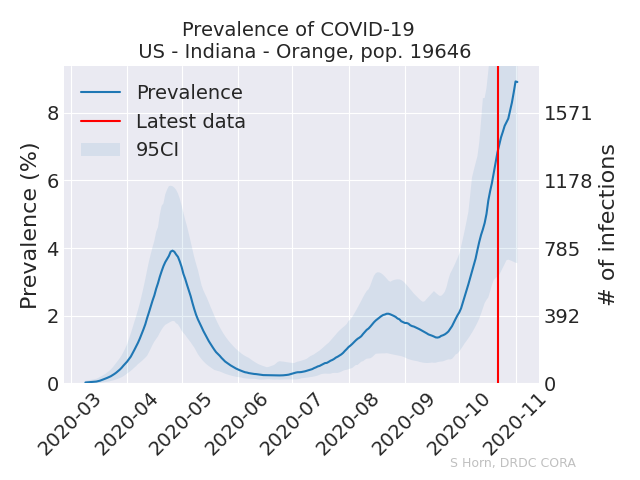 Prevalence of COVID-19
US - Indiana - Orange, pop. 19646
Prevalence
Latest data
95CI
Prevalence (%)
8
6
4
2
0
1571
1178
785
392
0
# of infections
2020-03
2020-04
2020-05
2020-06
2020-07
2020-08
2020-09
2020-10
2020-11
S Horn, DRDC CORA